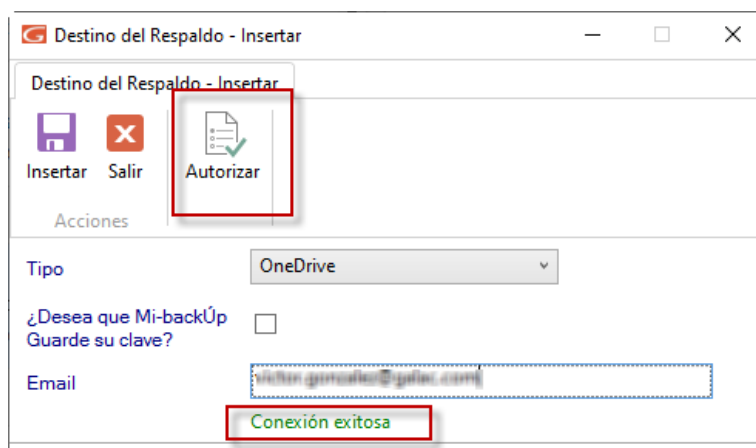 Destino del Respaldo - Insertar
Destino del Respaldo - Insertar
Insertar Salir Autorizar
Acciones
Tipo OneDrive
¿Desea que Mi-backÚp
Guarde su clave?
Email
Conexión exitosa